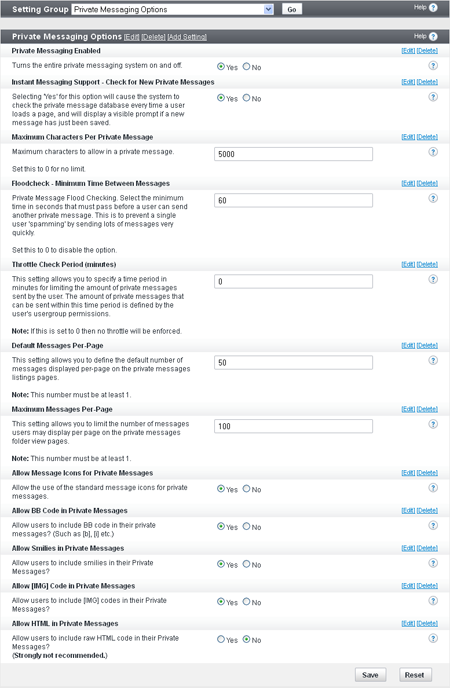 Setting Group Private Messaging Options Go Help ?
Private Messaging Options [Edit] [Delete] [Add Setting] Help ?
Private Messaging Enabled [Edit] [Delete]
Turns the entire private messaging system on and off. Yes No ?
Instant Messaging Support - Check for New Private Messages [Edit] [Delete]
Selecting 'Yes' for this option will cause the system to Yes No ?
check the private message database every time a user
loads a page, and will display a visible prompt if a new
message has just been saved.
Maximum Characters Per Private Message [Edit] [Delete]
Maximum characters to allow in a private message. 5000 ?
Set this to 0 for no limit.
Floodcheck - Minimum Time Between Messages [Edit] [Delete]
Private Message Flood Checking. Select the minimum 60 ?
time in seconds that must pass before a user can send
another private message. This is to prevent a single
user 'spamming' by sending lots of messages very
quickly.
Set this to 0 to disable the option.
Throttle Check Period (minutes) [Edit] [Delete]
This setting allows you to specify a time period in 0 ?
minutes for limiting the amount of private messages
sent by the user. The amount of private messages that
can be sent within this time period is defined by the
user's usergroup permissions.
Note: If this is set to 0 then no throttle will be enforced.
Default Messages Per-Page [Edit] [Delete]
This setting allows you to define the default number of 50 ?
messages displayed per-page on the private messages
listings pages.
Note: This number must be at least 1.
Maximum Messages Per-Page [Edit] [Delete]
This setting allows you to limit the number of messages 100 ?
users may display per page on the private messages
folder view pages.
Note: This number must be at least 1.
Allow Message Icons for Private Messages [Edit] [Delete]
Allow the use of the standard message icons for private Yes No ?
messages.
Allow BB Code in Private Messages [Edit] [Delete]
Allow users to include BB code in their private Yes No ?
messages? (Such as [b], [i] etc.)
Allow Smilies in Private Messages [Edit] [Delete]
Allow users to include smilies in their Private Yes No ?
Messages?
Allow [IMG] Code in Private Messages [Edit] [Delete]
Allow users to include [IMG] codes in their Private Yes No ?
Messages?
Allow HTML in Private Messages [Edit] [Delete]
Allow users to include raw HTML code in their Private Yes No ?
Messages?
(Strongly not recommended.)
Save Reset